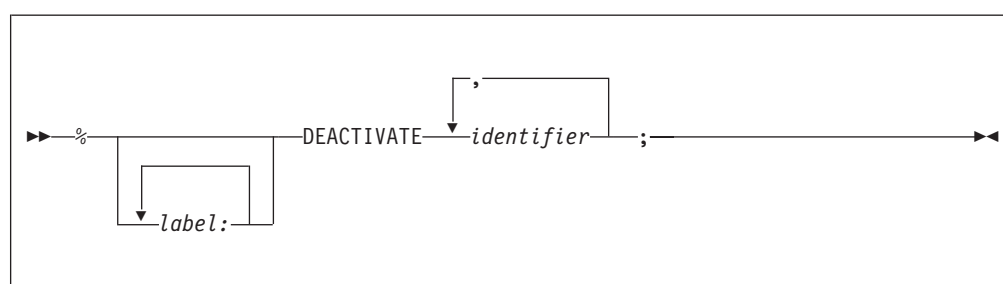 ,
% DEACTIVATE identifier ;
label: